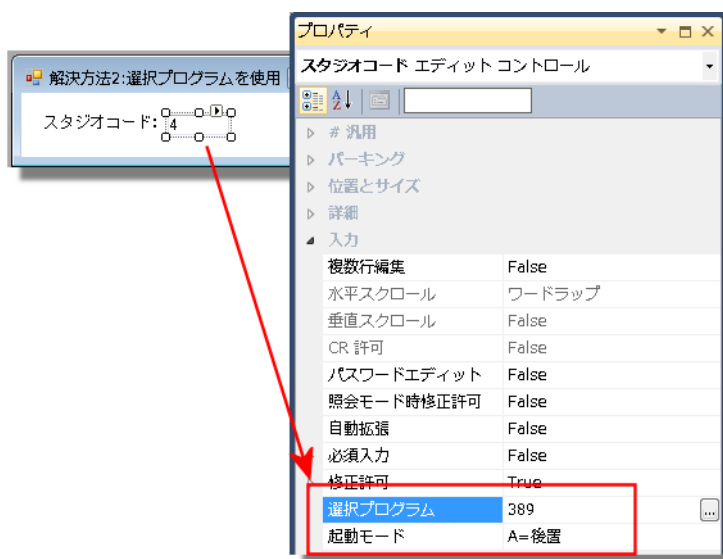 解決方法2:選択プログラムを使用
スタジオコード:
4
プロパティ
スタジオコード エディット コントロール
# 汎用
パーキング
位置とサイズ
詳細
入力
複数行編集 False
水平スクロール ワードラップ
垂直スクロール False
CR 許可 False
パスワードエディット False
照会モード時修正許可 False
自動拡張 False
必須入力 False
修正許可 True
選択プログラム 389 ...
起動モード A=後置